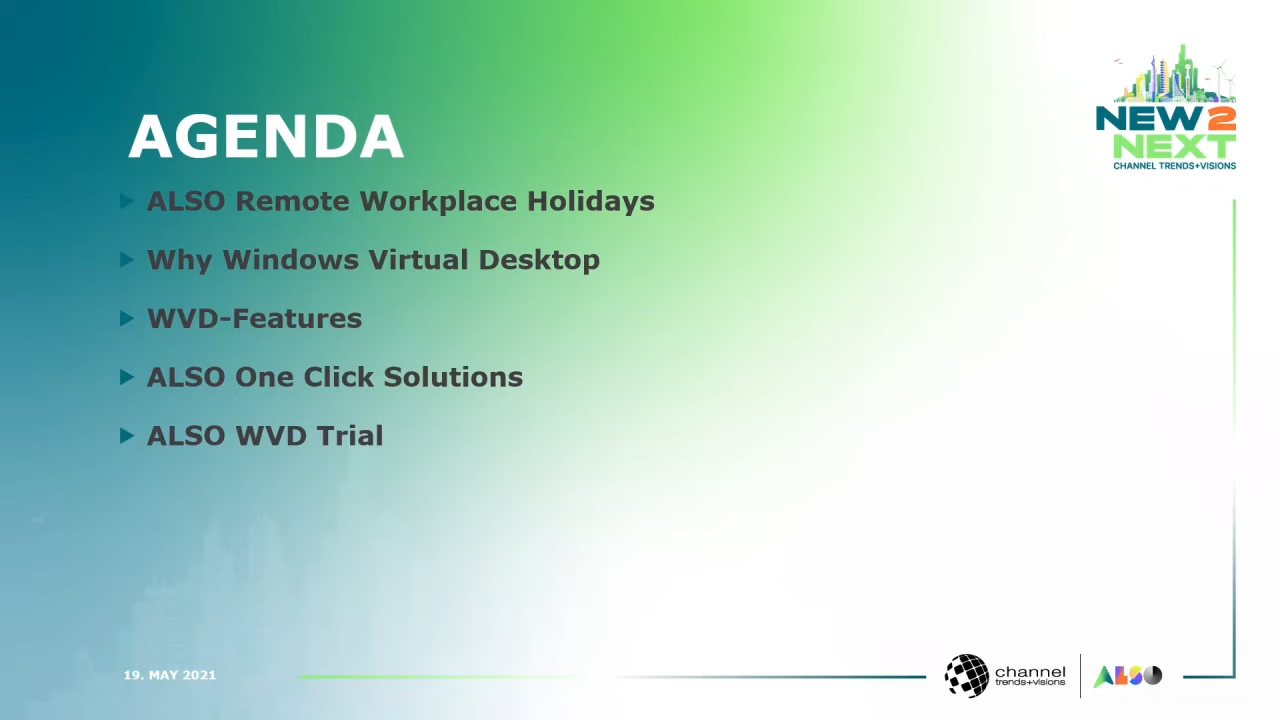 NEW2
NEXT
CHANNEL TRENDS+VISIONS
AGENDA
ALSO Remote Workplace Holidays
Why Windows Virtual Desktop
WVD-Features
ALSO One Click Solutions
ALSO WVD Trial
19. MAY 2021
channel
trends+visions
ALSO